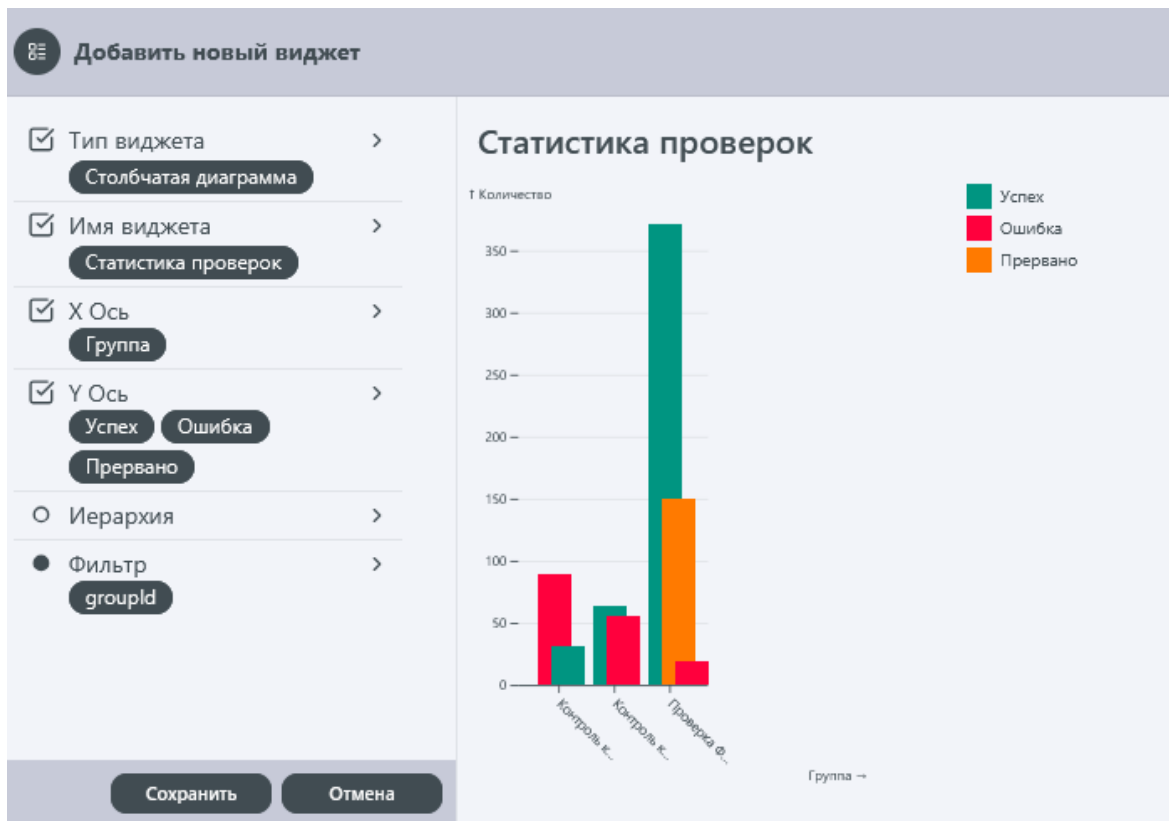 Добавить новый виджет
Тип виджета
Столбчатая диаграмма
Имя виджета
Статистика проверок
X Ось
Группа
Y Ось
Успех Ошибка
Прервано
Иерархия
Фильтр
groupId
Сохранить Отмена
Статистика проверок
↑ Количество
Успех
Ошибка
Прервано
350
300
250
200
150
100
50
0
Контроль к...
Контроль к...
Проверка Ф...
Группа →